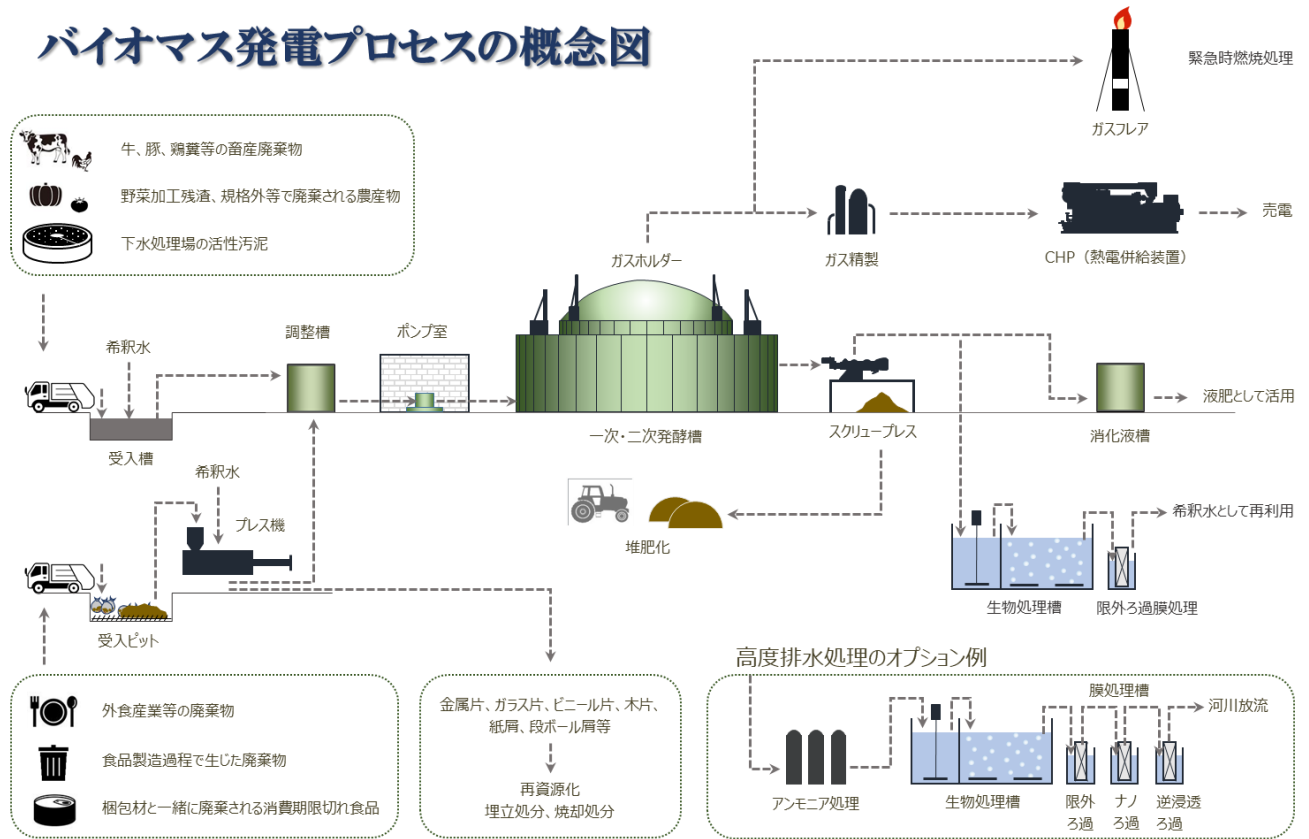 バイオマス発電プロセスの概念図
緊急時燃焼処理
ガスフレア
牛、豚、鶏糞等の畜産廃棄物
野菜加工残渣、規格外等で廃棄される農産物
下水処理場の活性汚泥
売電
ガスホルダー
ガス精製
CHP（熱電併給装置）
調整槽
ポンプ室
希釈水
液肥として活用
受入槽
一次・二次発酵槽
スクリュープレス
消化液槽
希釈水
プレス機
希釈水として再利用
堆肥化
生物処理槽
限外ろ過膜処理
受入ピット
高度排水処理のオプション例
外食産業等の廃棄物
食品製造過程で生じた廃棄物
梱包材と一緒に廃棄される消費期限切れ食品
金属片、ガラス片、ビニール片、木片、
紙屑、段ボール屑等
再資源化
埋立処分、焼却処分
膜処理槽
河川放流
アンモニア処理
生物処理槽
限外
ろ過
ナノ
ろ過
逆浸透
ろ過